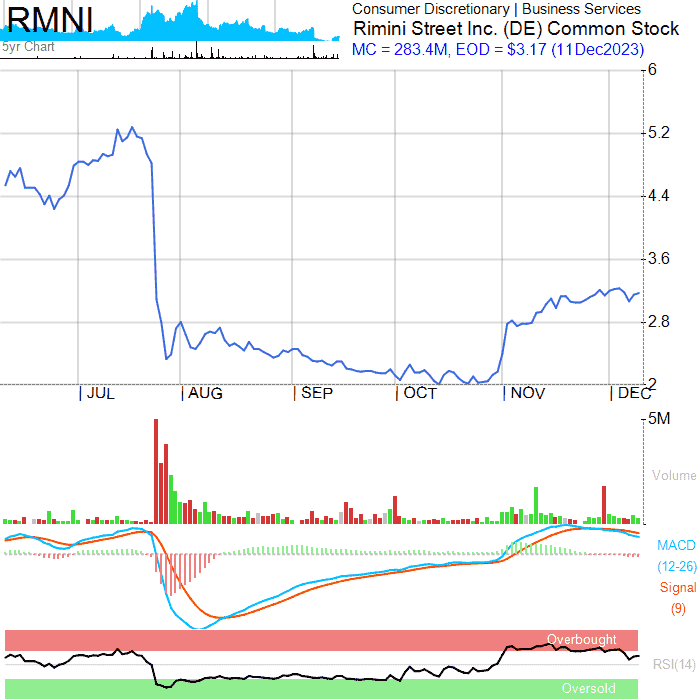 RMNI
5yr Chart
Consumer Discretionary | Business Services
Rimini Street Inc. (DE) Common Stock
MC = 283.4M, EOD = $3.17 (11Dec2023)
6
5.2
4.4
3.6
2.8
2
JUL AUG SEP OCT NOV DEC
5M
Volume
MACD
(12-26)
Signal
(9)
Overbought
RSI(14)
Oversold